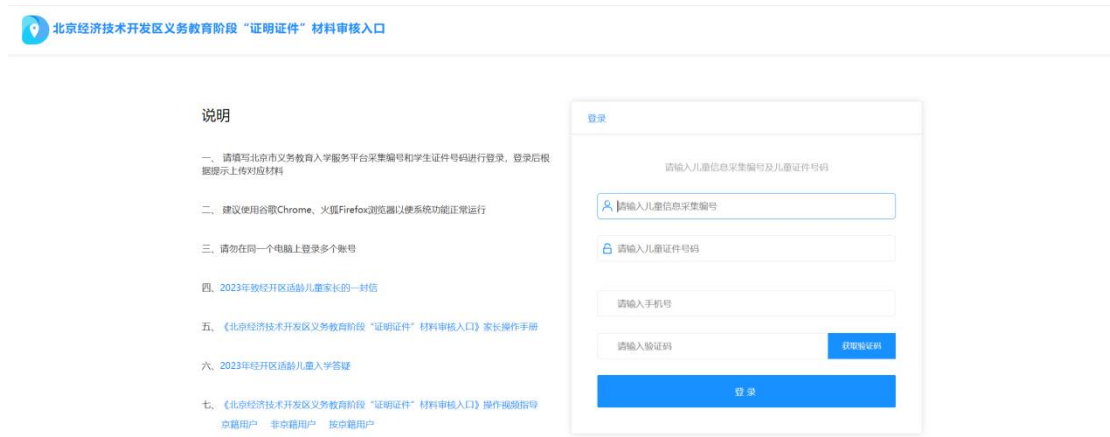 北京经济技术开发区义务教育阶段“证明证件”材料审核入口
说明
一、 请填写北京市义务教育入学服务平台采集编号和学生证件号码进行登录，登录后根
据提示上传对应材料
二、 建议使用谷歌Chrome、火狐Firefox浏览器以便系统功能正常运行
三、请勿在同一个电脑上登录多个账号
四、2023年致经开区适龄儿童家长的一封信
五、《北京经济技术开发区义务教育阶段“证明证件”材料审核入口》家长操作手册
六、2023年经开区适龄儿童入学答疑
七、《北京经济技术开发区义务教育阶段“证明证件”材料审核入口》操作视频指导
京籍用户 非京籍用户 按京籍用户
登录
请输入儿童信息采集编号及儿童证件号码
请输入儿童信息采集编号
请输入儿童证件号码
请输入手机号
请输入验证码 获取验证码
登 录